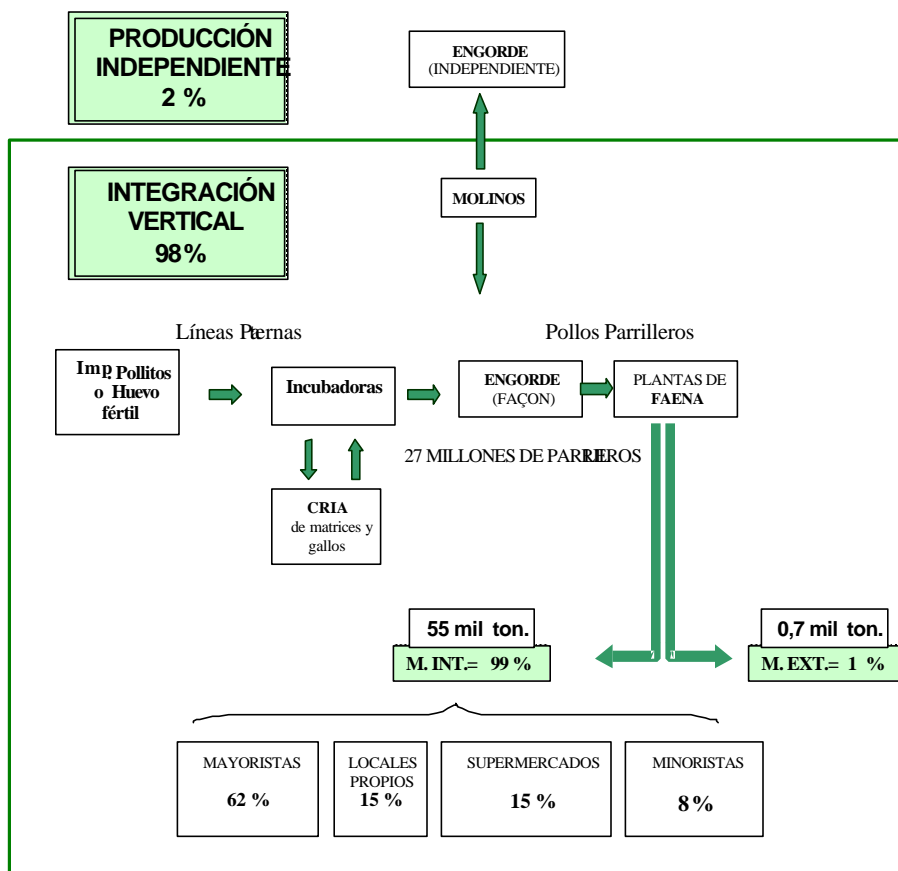 PRODUCCIÓN
INDEPENDIENTE
2 %
ENGORDE
(INDEPENDIENTE)
INTEGRACIÓN
VERTICAL
98%
MOLINOS
Líneas Paternas
Pollos Parrilleros
Imp. Pollitos
o Huevo
fértil
Incubadoras
ENGORDE
(FAÇON)
PLANTAS DE
FAENA
27 MILLONES DE PARRILLEROS
CRIA
de matrices y
gallos
55 mil ton.
M. INT.= 99 %
0,7 mil ton.
M. EXT.= 1 %
MAYORISTAS
62 %
LOCALES
PROPIOS
15 %
SUPERMERCADOS
15 %
MINORISTAS
8%